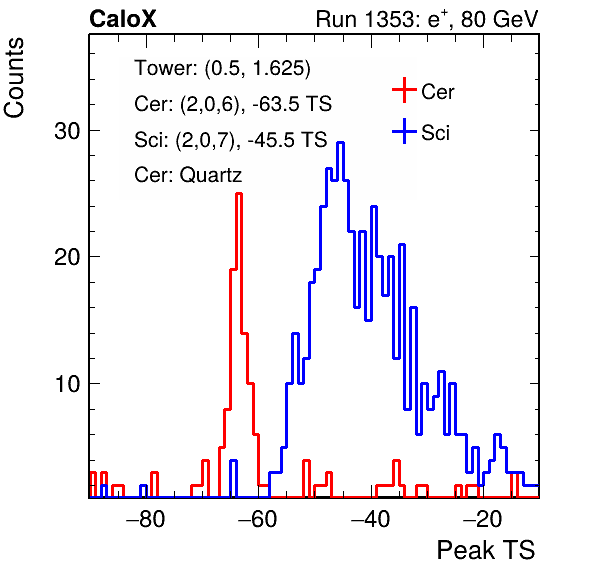 CaloX Run 1353: e⁺, 80 GeV
Counts
Tower: (0.5, 1.625)
Cer: (2,0,6), -63.5 TS
Sci: (2,0,7), -45.5 TS
Cer: Quartz
Cer
Sci
30
20
10
−80 −60 −40 −20
Peak TS